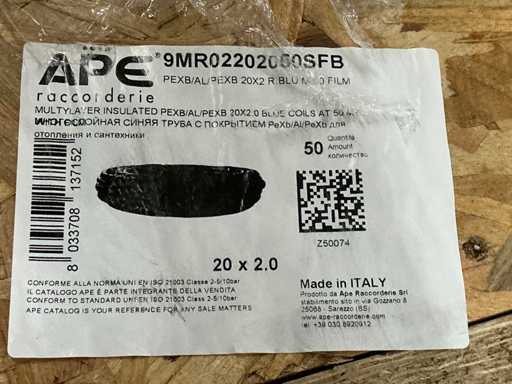 APE
raccorderie
9MR02202050SFB
PEXB/AL/PEXB 20X2 R.BLU FILM
MULTYLAYER INSULATED PEXB/AL/PEXB 20X2.0 BLUE COILS AT 50
СИНЯЯ ТРУБА С ПОКРЫТИЕМ PeXb/Al/PeXb для
отопления и сантехники
50
Quantita
Amount
количество
8 033708 137152
Z50074
20 x 2.0
CONFORME ALLA NORMA UNI EN ISO 21003 Classe 2-5/10bar
IL CATALOGO APE È PARTE INTEGRANTE DELLA VENDITA
CONFORM TO STANDARD UNI EN ISO 21003 Class 2-5/10bar
APE CATALOG IS YOUR REFERENCE FOR ANY SALE MATTERS
Made in ITALY
Prodotto da Ape Raccorderie Srl
stabilimento sito in via Gozzano 8
25068 - Sarezzo (BS)
www.ape-raccorderie.com
tel +39 030 8920912